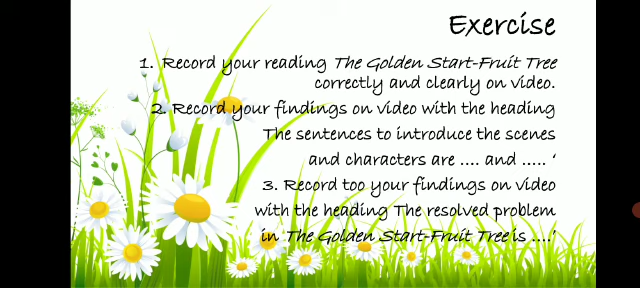 Exercise
1. Record your reading The Golden Start-Fruit Tree
correctly and clearly on video.
2. Record your findings on video with the heading
The sentences to introduce the scenes
and characters are .... and ..... ‘
3. Record too your findings on video
with the heading The resolved problem
in The Golden Start-Fruit Tree is ....’